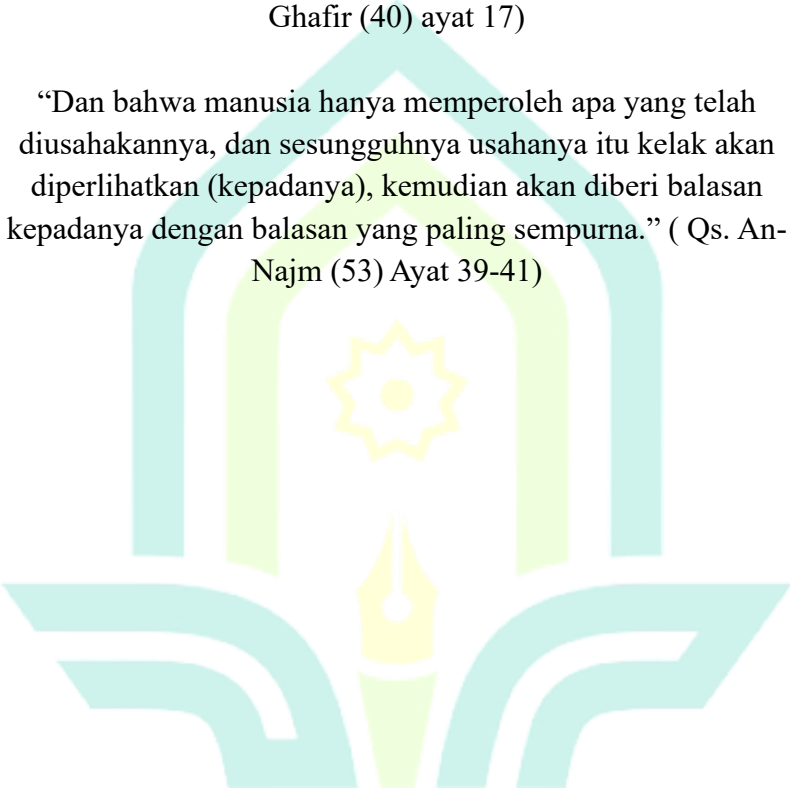 Ghafir (40) ayat 17)
“Dan bahwa manusia hanya memperoleh apa yang telah
diusahakannya, dan sesungguhnya usahanya itu kelak akan
diperlihatkan (kepadanya), kemudian akan diberi balasan
kepadanya dengan balasan yang paling sempurna.” ( Qs. An-
Najm (53) Ayat 39-41)